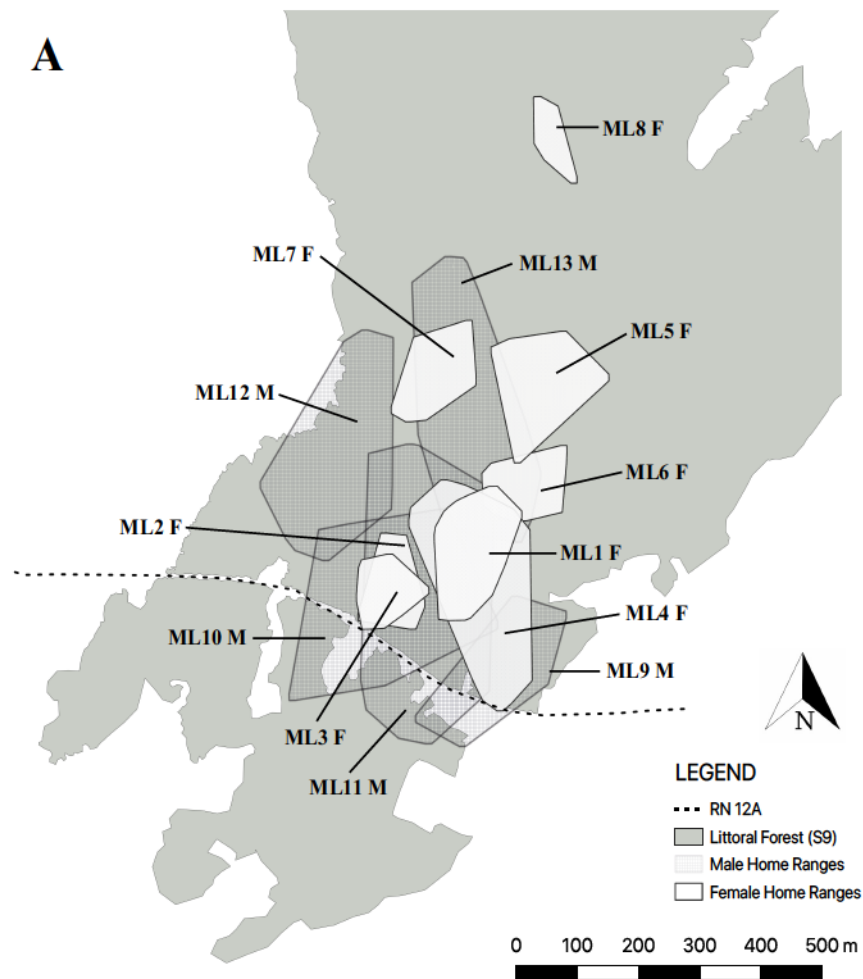 A
ML8 F
ML7 F
ML13 M
ML5 F
ML12 M
ML6 F
ML2 F
ML1 F
ML4 F
ML10 M
ML9 M
N
ML3 F
ML11 M
LEGEND
RN 12A
Littoral Forest (S9)
Male Home Ranges
Female Home Ranges
0 100 200 300 400 500 m